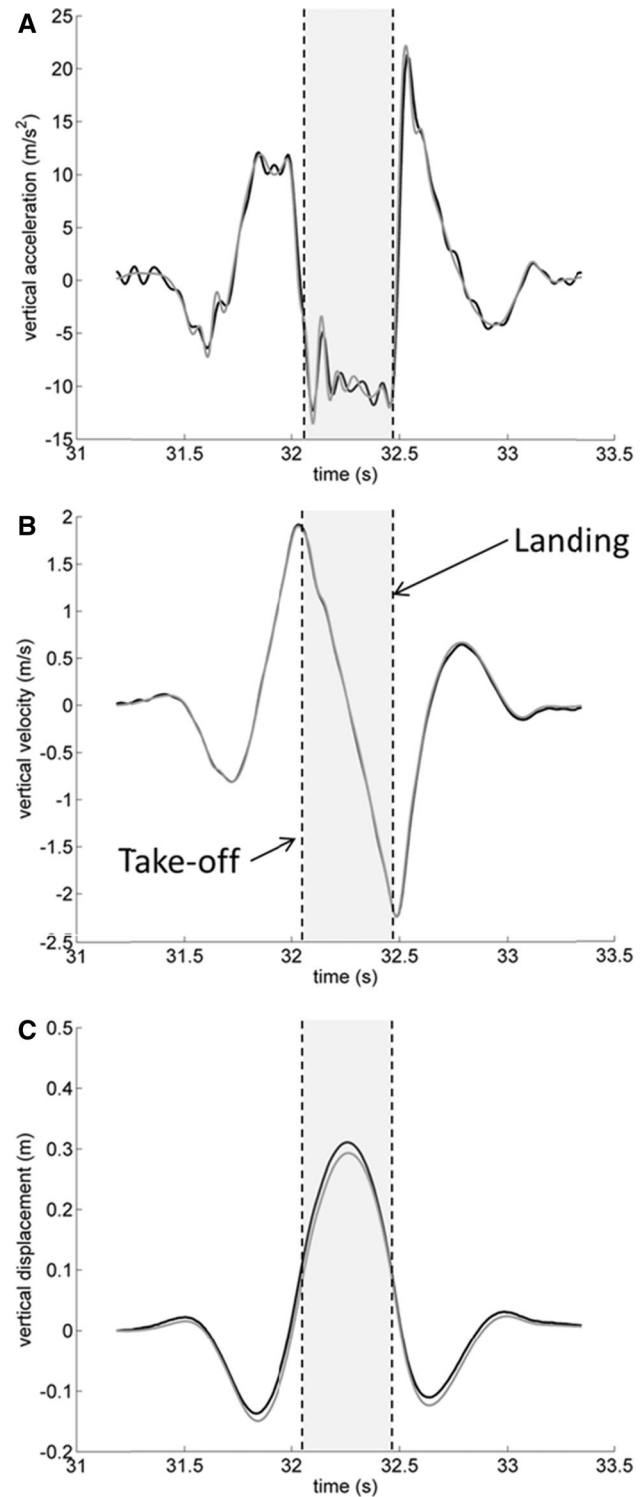 A
25
20
15
10
5
0
-5
-10
-15
vertical acceleration (m/s²)
31 31.5 32 32.5 33 33.5
time (s)
B
2
1.5
1
0.5
0
-0.5
-1
-1.5
-2
-2.5
vertical velocity (m/s)
Landing
Take-off
31 31.5 32 32.5 33 33.5
time (s)
C
0.5
0.4
0.3
0.2
0.1
0
-0.1
-0.2
vertical displacement (m)
31 31.5 32 32.5 33 33.5
time (s)